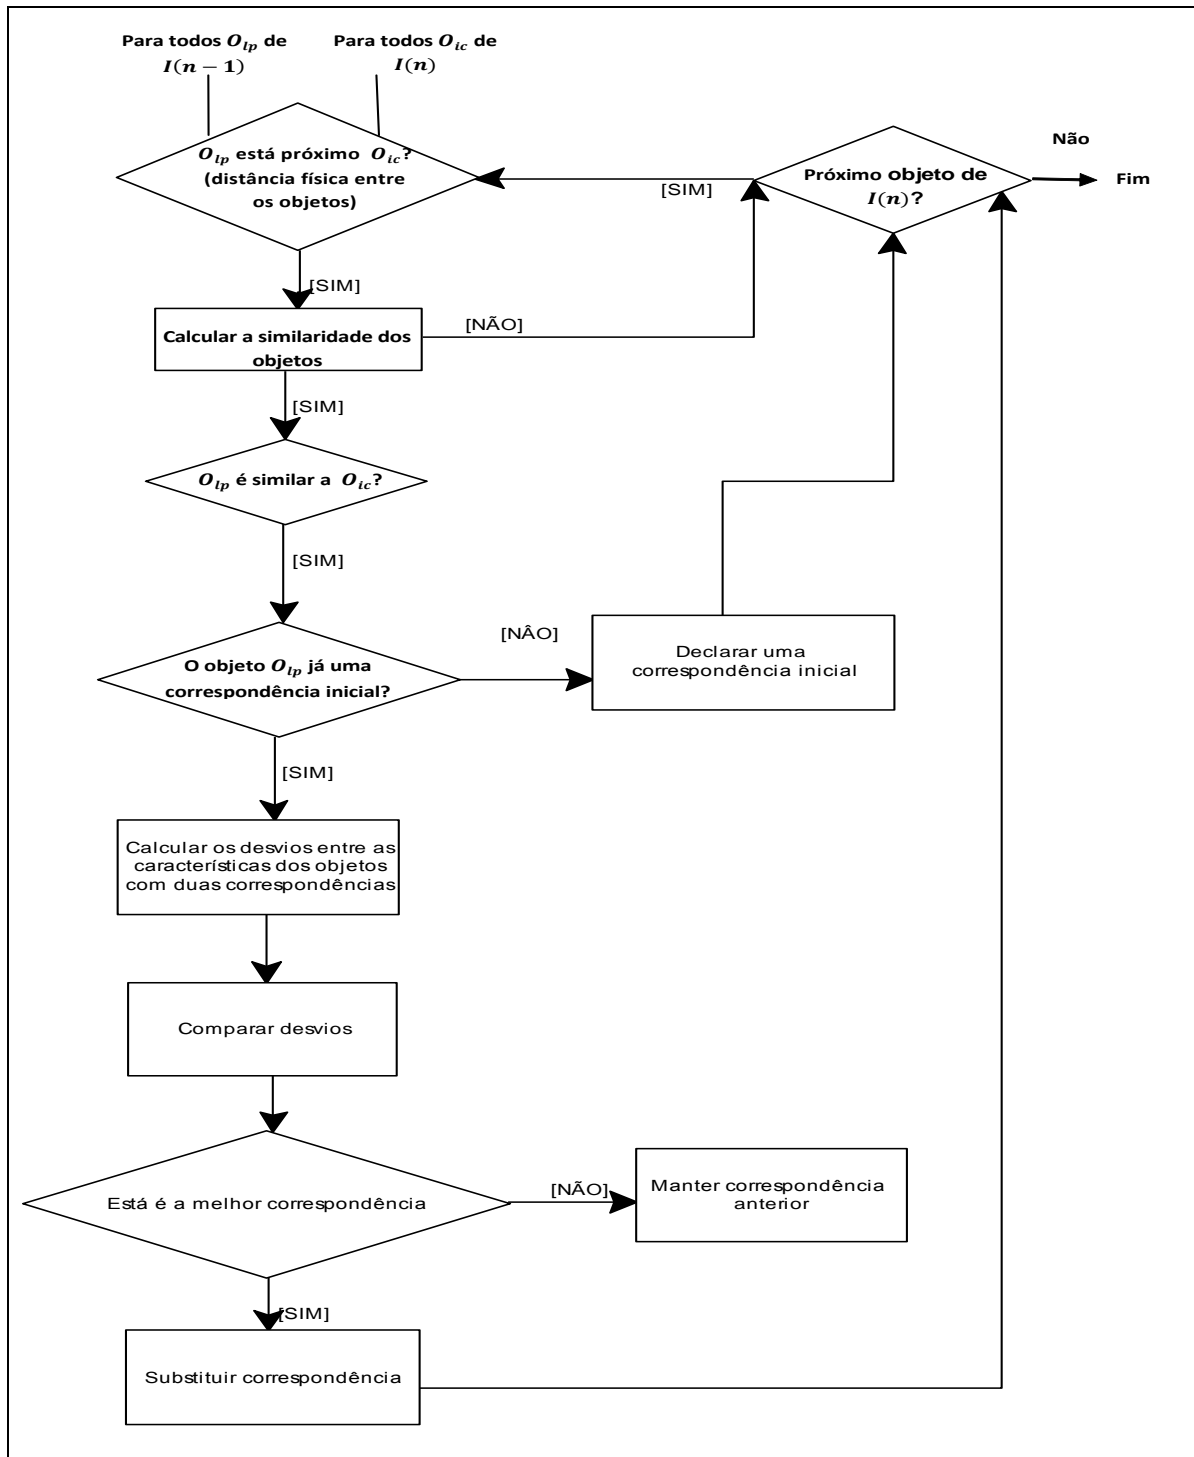 Para todos O_lp de
I(n − 1)
Para todos O_ic de
I(n)
O_lp está próximo O_ic?
(distância física entre
os objetos)
[SIM]
Próximo objeto de
I(n)?
Não
Fim
[SIM]
Calcular a similaridade dos
objetos
[NÃO]
[SIM]
O_lp é similar a O_ic?
[SIM]
O objeto O_lp já uma
correspondência inicial?
[NÂO]
Declarar uma
correspondência inicial
[SIM]
Calcular os desvios entre as
características dos objetos
com duas correspondências
Comparar desvios
Está é a melhor correspondência
[NÃO]
Manter correspondência
anterior
[SIM]
Substituir correspondência